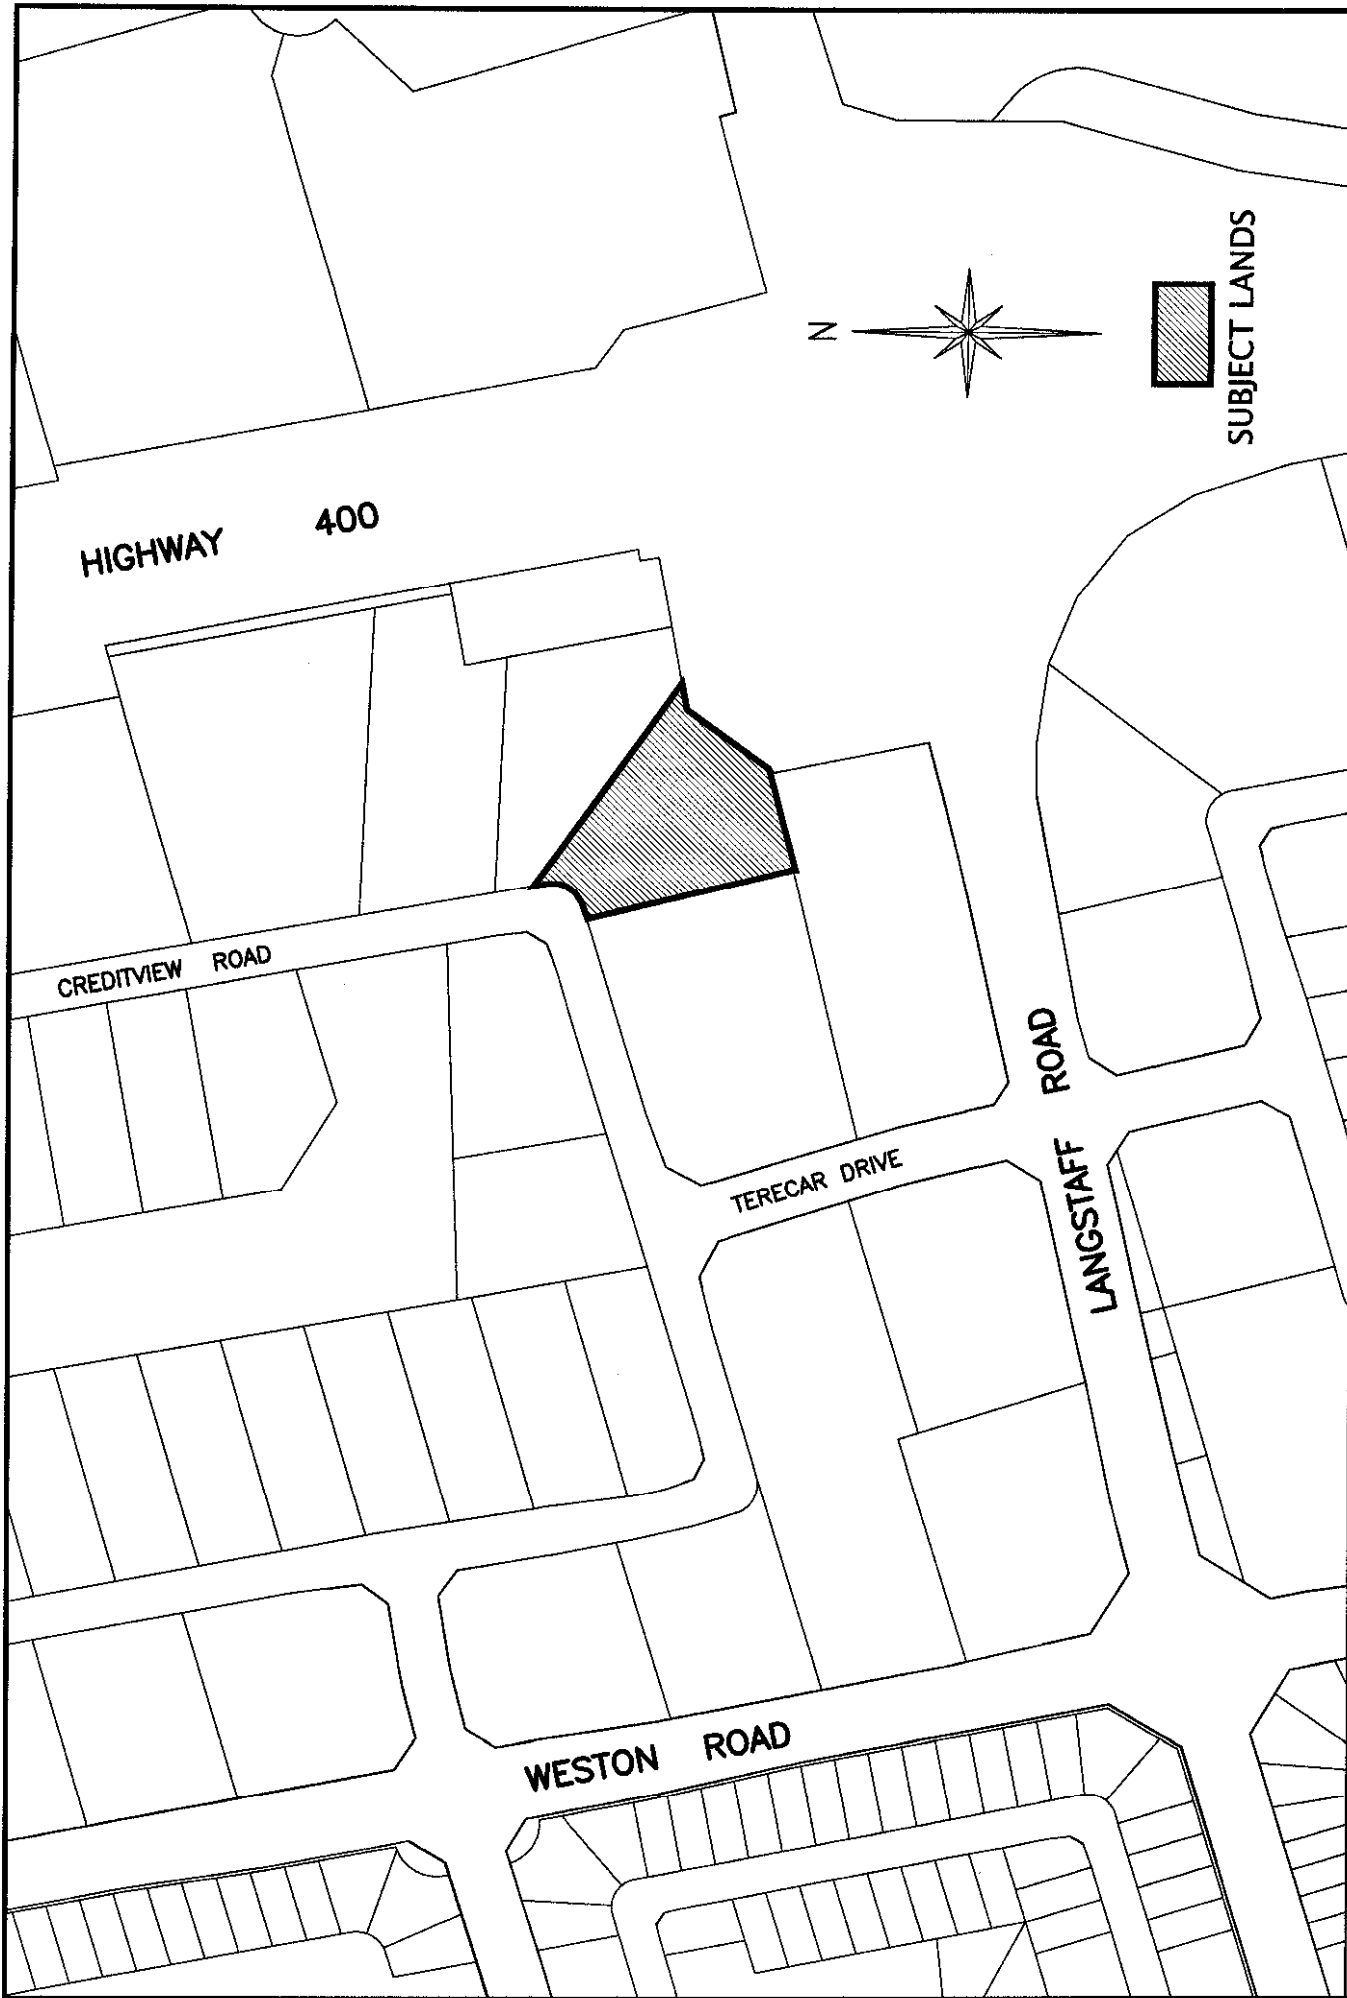 HIGHWAY 400
N
SUBJECT LANDS
CREDITVIEW ROAD
TERECAR DRIVE
LANGSTAFF ROAD
WESTON ROAD